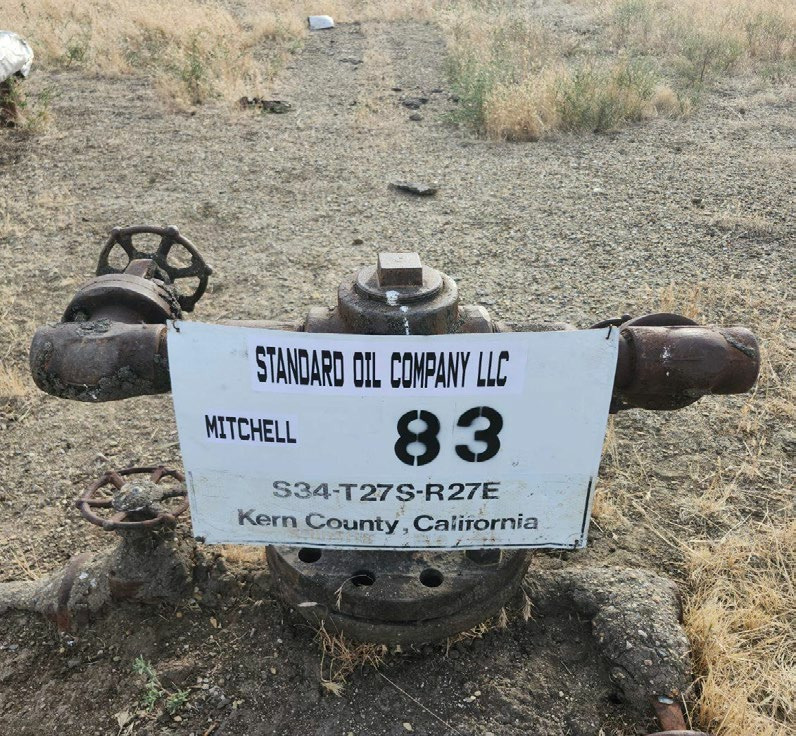 STANDARD OIL COMPANY LLC
MITCHELL 83
S34-T27S-R27E
Kern County, California